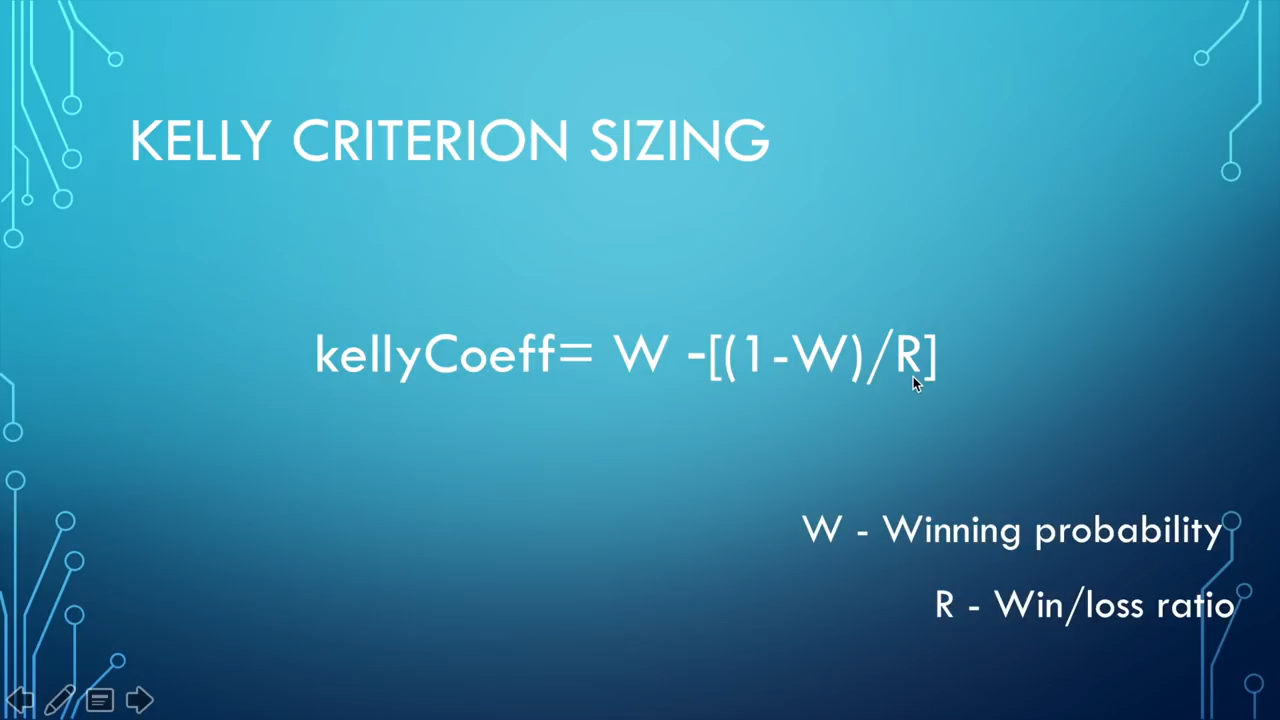 KELLY CRITERION SIZING
kellyCoeff= W -[(1-W)/R]
W - Winning probability
R - Win/loss ratio